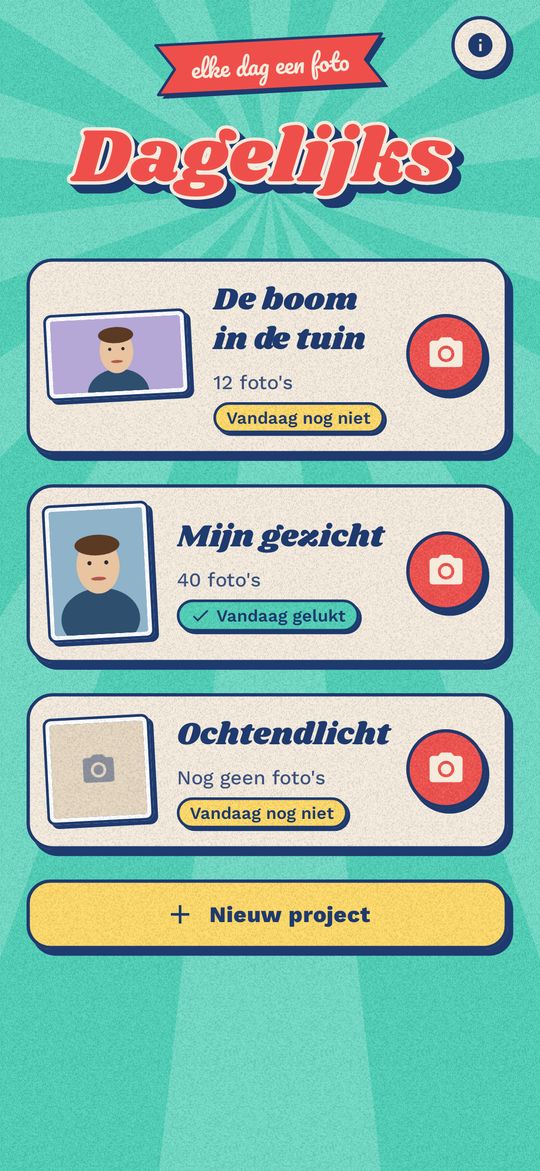 elke dag een foto
Dagelijks
De boom
in de tuin
12 foto's
Vandaag nog niet
Mijn gezicht
40 foto's
Vandaag gelukt
Ochtendlicht
Nog geen foto's
Vandaag nog niet
Nieuw project